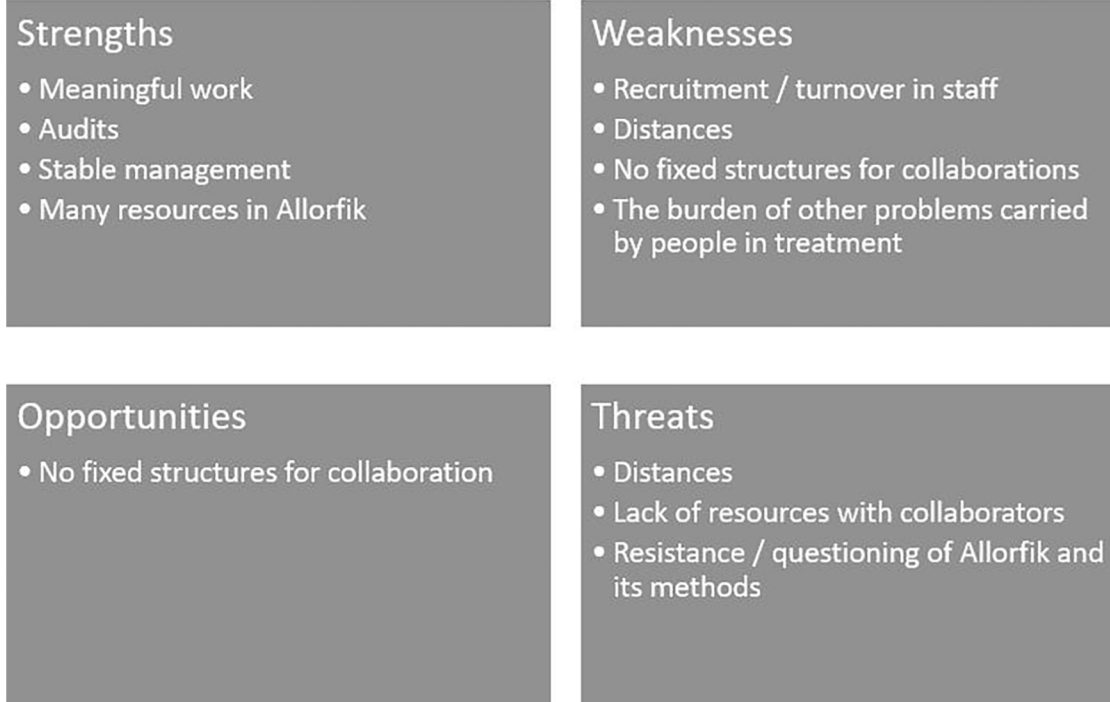 Strengths
• Meaningful work
• Audits
• Stable management
• Many resources in Allorfik
Weaknesses
• Recruitment / turnover in staff
• Distances
• No fixed structures for collaborations
• The burden of other problems carried
by people in treatment
Opportunities
• No fixed structures for collaboration
Threats
• Distances
• Lack of resources with collaborators
• Resistance / questioning of Allorfik and
its methods